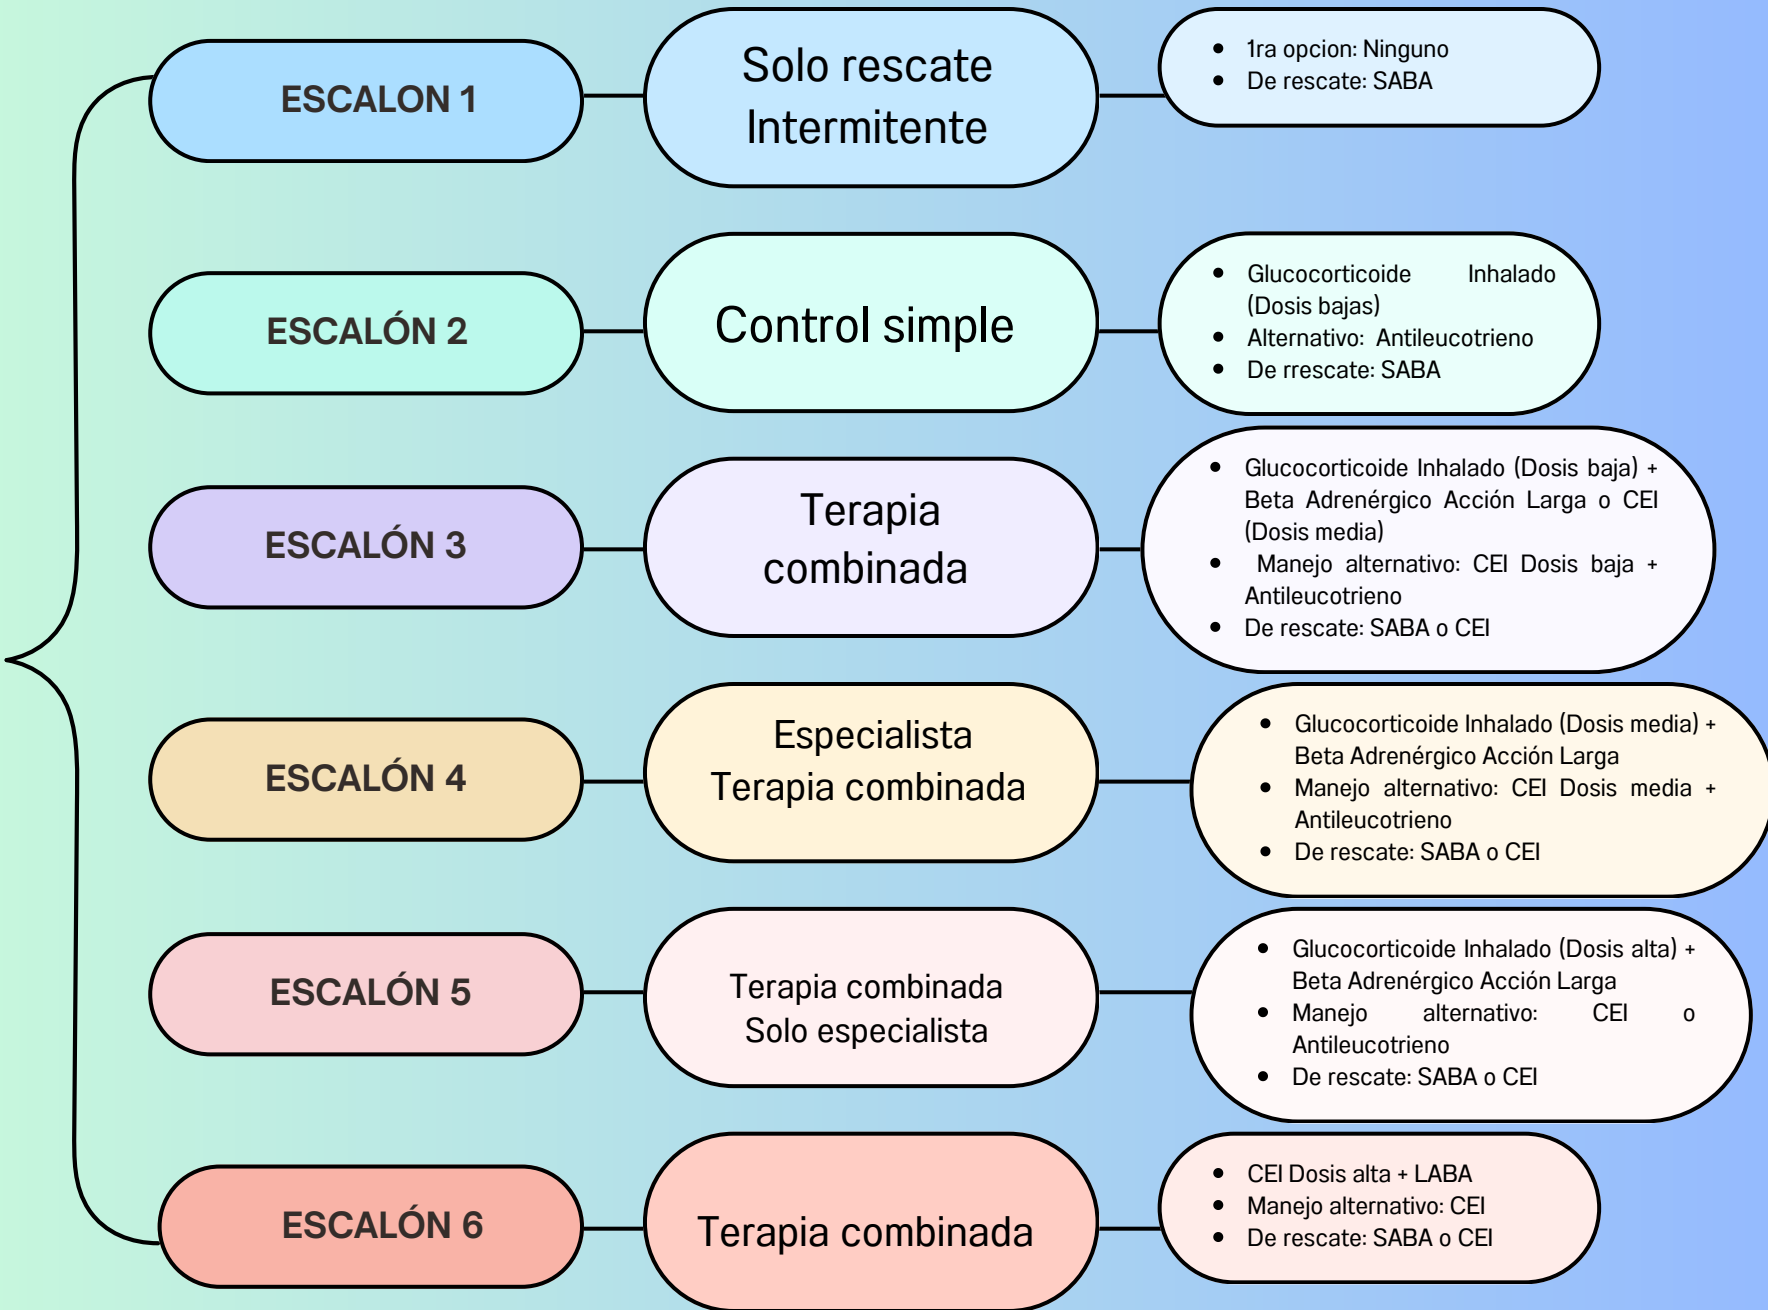 ESCALON 1
Solo rescate
Intermitente
1ra opcion: Ninguno
De rescate: SABA
ESCALÓN 2
Control simple
Glucocorticoide Inhalado
(Dosis bajas)
Alternativo: Antileucotrieno
De rrescate: SABA
ESCALÓN 3
Terapia
combinada
Glucocorticoide Inhalado (Dosis baja) +
Beta Adrenérgico Acción Larga o CEI
(Dosis media)
Manejo alternativo: CEI Dosis baja +
Antileucotrieno
De rescate: SABA o CEI
ESCALÓN 4
Especialista
Terapia combinada
Glucocorticoide Inhalado (Dosis media) +
Beta Adrenérgico Acción Larga
Manejo alternativo: CEI Dosis media +
Antileucotrieno
De rescate: SABA o CEI
ESCALÓN 5
Terapia combinada
Solo especialista
Glucocorticoide Inhalado (Dosis alta) +
Beta Adrenérgico Acción Larga
Manejo alternativo: CEI o
Antileucotrieno
De rescate: SABA o CEI
ESCALÓN 6
Terapia combinada
CEI Dosis alta + LABA
Manejo alternativo: CEI
De rescate: SABA o CEI